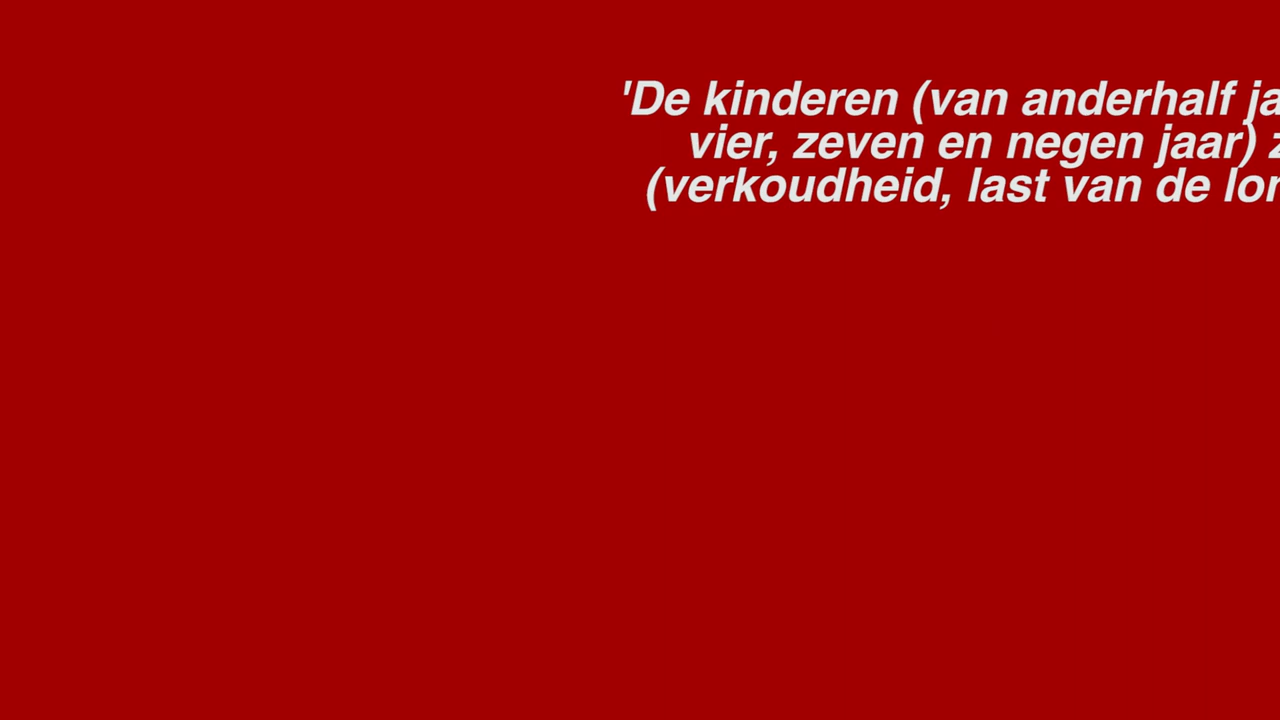 'De kinderen (van anderhalf
vier, zeven en negen jaar)
(verkoudheid, last van de